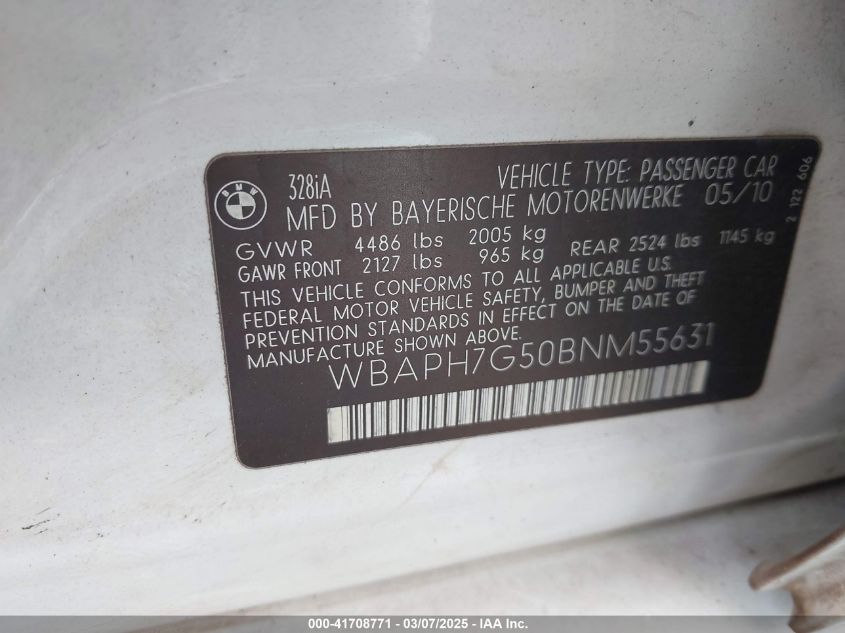 BMW
328iA
VEHICLE TYPE: PASSENGER CAR
MFD BY BAYERISCHE MOTORENWERKE 05/10
GVWR 4486 lbs 2005 kg
GAWR FRONT 2127 lbs 965 kg REAR 2524 lbs 1145 kg
THIS VEHICLE CONFORMS TO ALL APPLICABLE U.S.
FEDERAL MOTOR VEHICLE SAFETY, BUMPER AND THEFT
PREVENTION STANDARDS IN EFFECT ON THE DATE OF
MANUFACTURE SHOWN ABOVE.
WBAPH7G50BNM55631
2 122 606
000-41708771 | 03/07/2025 - IAA Inc.